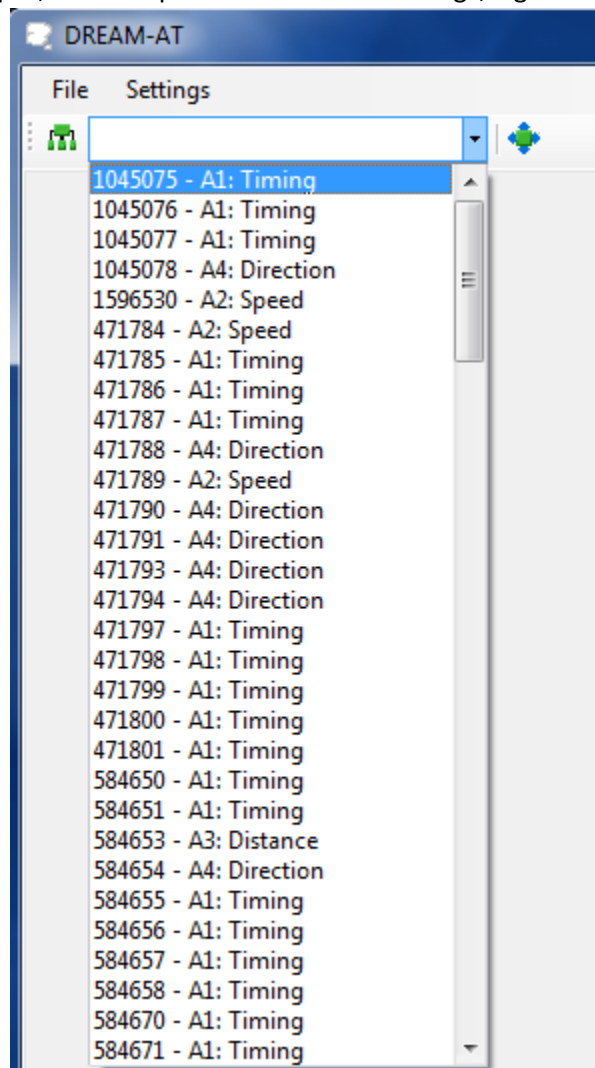 DREAM-AT
File Settings
1045075 - A1: Timing
1045076 - A1: Timing
1045077 - A1: Timing
1045078 - A4: Direction
1596530 - A2: Speed
471784 - A2: Speed
471785 - A1: Timing
471786 - A1: Timing
471787 - A1: Timing
471788 - A4: Direction
471789 - A2: Speed
471790 - A4: Direction
471791 - A4: Direction
471793 - A4: Direction
471794 - A4: Direction
471797 - A1: Timing
471798 - A1: Timing
471799 - A1: Timing
471800 - A1: Timing
471801 - A1: Timing
584650 - A1: Timing
584651 - A1: Timing
584653 - A3: Distance
584654 - A4: Direction
584655 - A1: Timing
584656 - A1: Timing
584657 - A1: Timing
584658 - A1: Timing
584670 - A1: Timing
584671 - A1: Timing